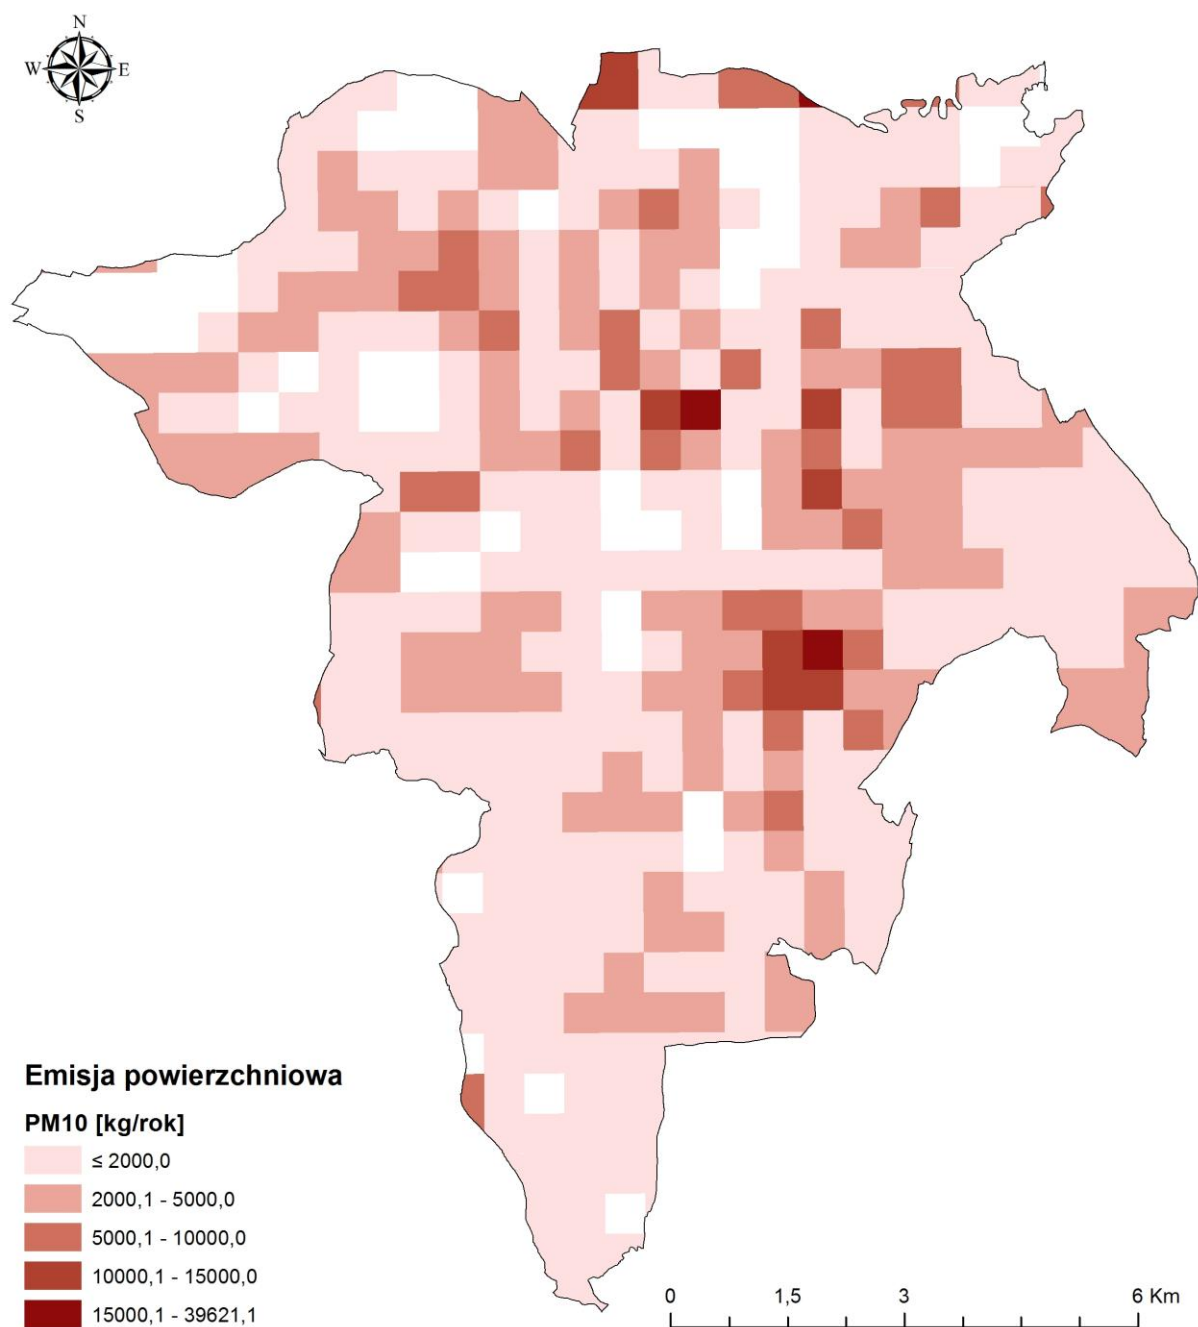 N
W E
S
Emisja powierzchniowa
PM10 [kg/rok]
≤ 2000,0
2000,1 - 5000,0
5000,1 - 10000,0
10000,1 - 15000,0
15000,1 - 39621,1
0 1,5 3 6 Km